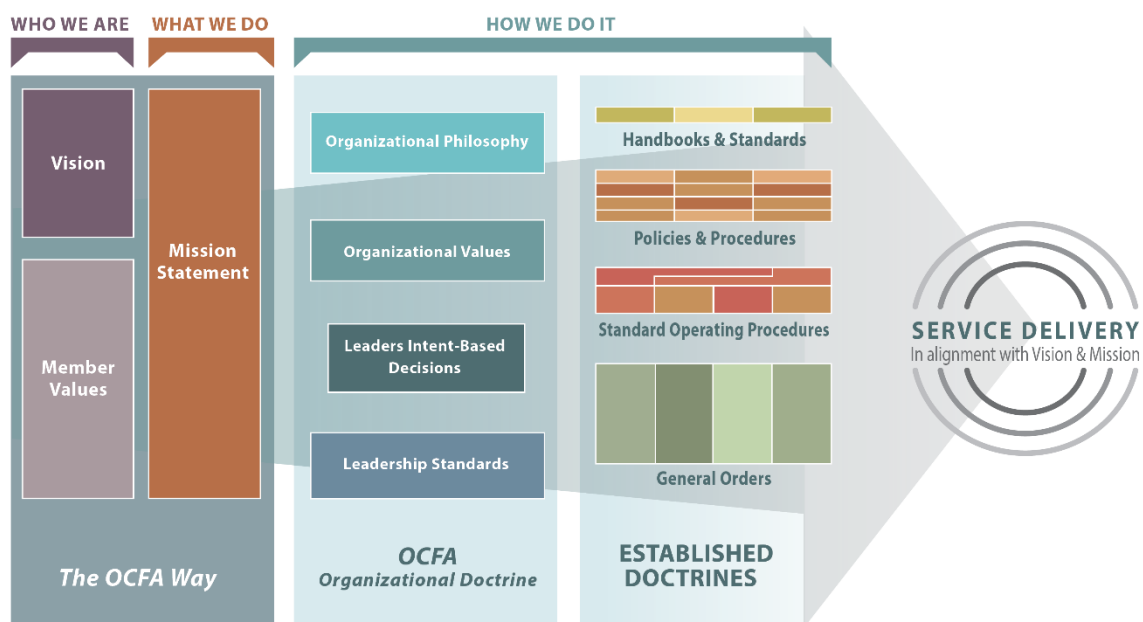 WHO WE ARE
WHAT WE DO
HOW WE DO IT
Vision
Member
Values
Mission
Statement
The OCFA Way
Organizational Philosophy
Organizational Values
Leaders Intent-Based
Decisions
Leadership Standards
OCFA
Organizational Doctrine
Handbooks & Standards
Policies & Procedures
Standard Operating Procedures
General Orders
ESTABLISHED
DOCTRINES
SERVICE DELIVERY
In alignment with Vision & Mission